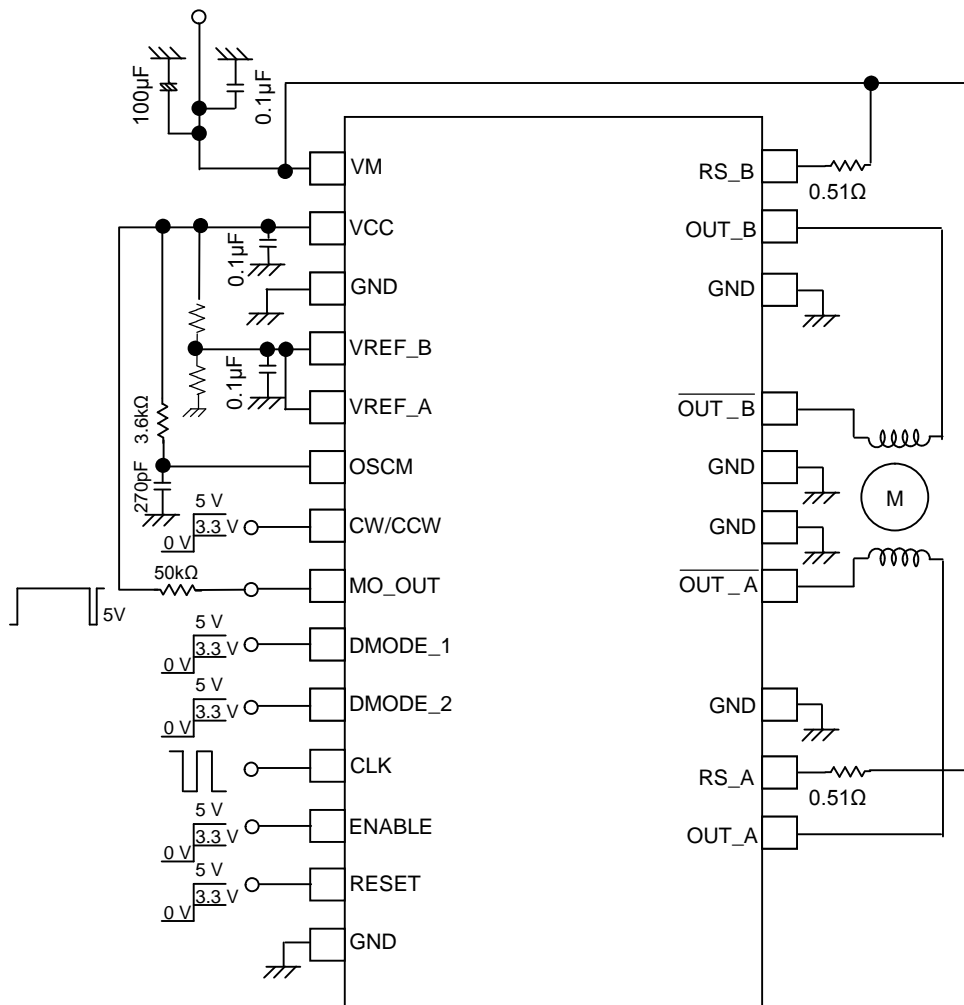 100μF
0.1μF
VM
RS_B
0.51Ω
VCC
OUT_B
0.1μF
GND
GND
VREF_B
0.1μF
VREF_A
OUT_B
3.6kΩ
OSCM
GND
270pF
5 V
3.3 V
0 V
CW/CCW
GND
M
50kΩ
MO_OUT
OUT_A
5V
5 V
3.3 V
0 V
DMODE_1
5 V
3.3 V
0 V
DMODE_2
GND
CLK
RS_A
0.51Ω
5 V
3.3 V
0 V
ENABLE
OUT_A
5 V
3.3 V
0 V
RESET
GND